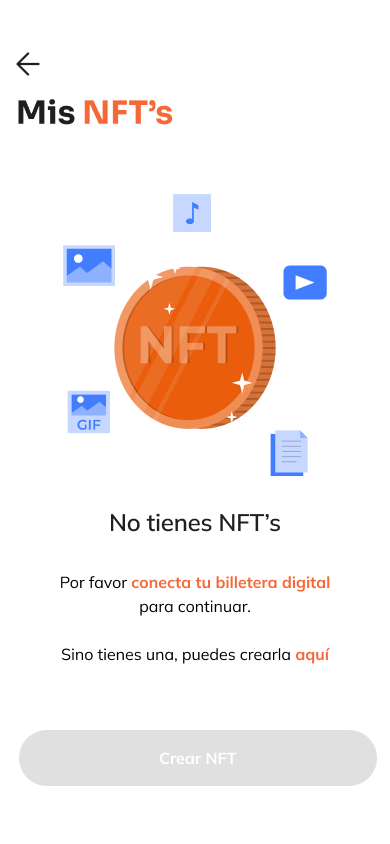 Mis NFT’s
NFT
GIF
No tienes NFT’s
Por favor conecta tu billetera digital
para continuar.
Sino tienes una, puedes crearla aquí
Crear NFT